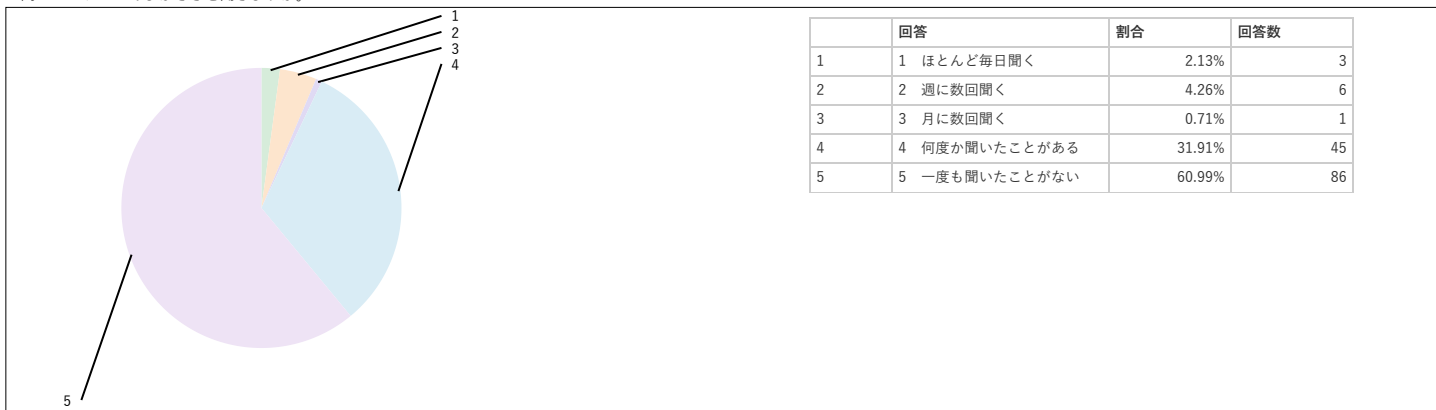 1
2
3
4
5
回答 割合 回答数
1 1 ほとんど毎日聞く 2.13% 3
2 2 週に数回聞く 4.26% 6
3 3 月に数回聞く 0.71% 1
4 4 何度か聞いたことがある 31.91% 45
5 5 一度も聞いたことがない 60.99% 86